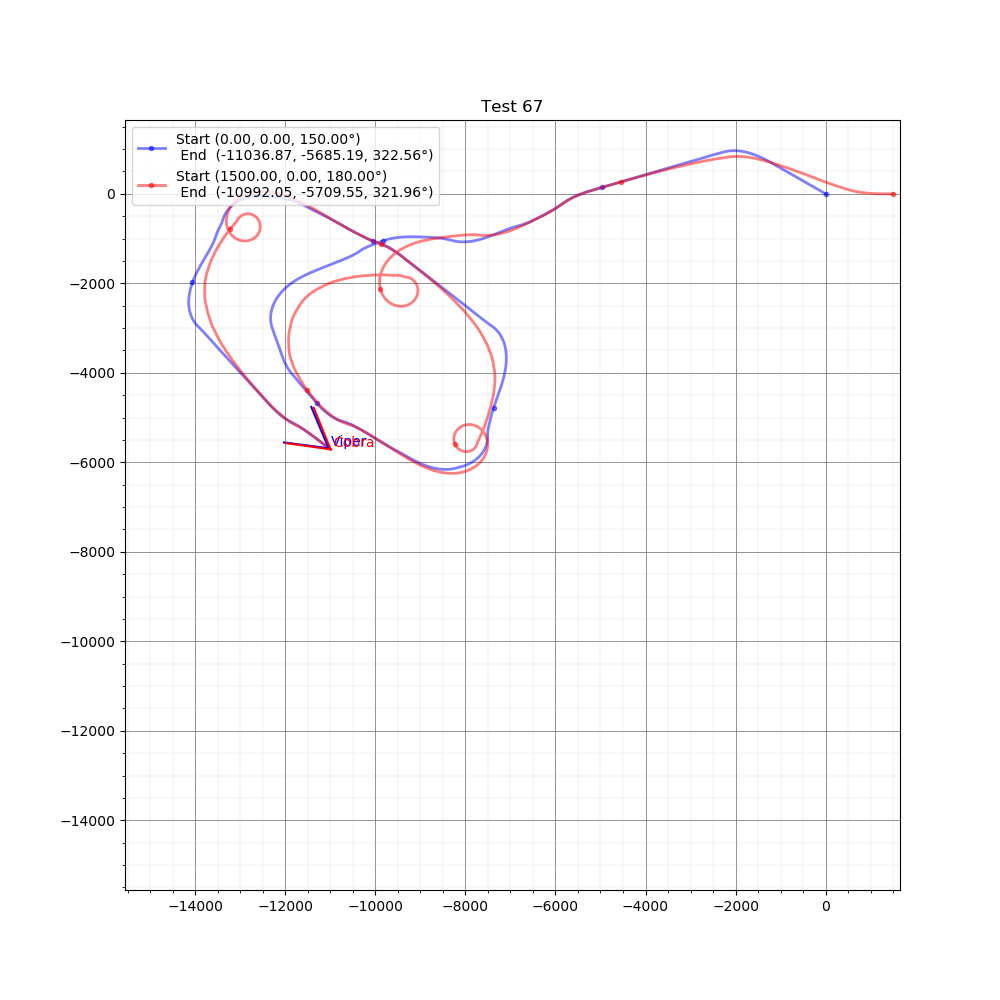 Test 67
Start (0.00, 0.00, 150.00°)
End (-11036.87, -5685.19, 322.56°)
Start (1500.00, 0.00, 180.00°)
End (-10992.05, -5709.55, 321.96°)
0
−2000
−4000
−6000
−8000
−10000
−12000
−14000
Viper
Cobra
−14000 −12000 −10000 −8000 −6000 −4000 −2000 0